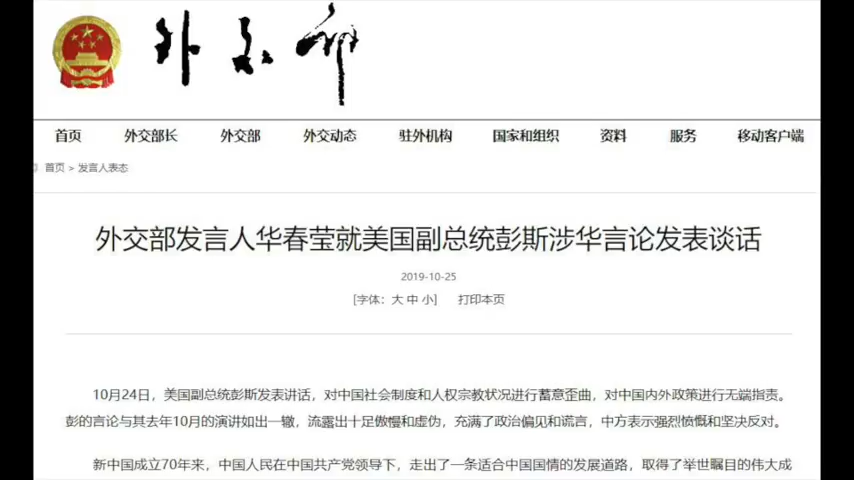 外交部
首页 外交部长 外交部 外交动态 驻外机构 国家和组织 资料 服务 移动客户端
首页 > 发言人表态
外交部发言人华春莹就美国副总统彭斯涉华言论发表谈话
2019-10-25
[字体：大 中 小] 打印本页
10月24日，美国副总统彭斯发表讲话，对中国社会制度和人权宗教状况进行蓄意歪曲，对中国内外政策进行无端指责。
彭的言论与其去年10月的演讲如出一辙，流露出十足傲慢和虚伪，充满了政治偏见和谎言，中方表示强烈愤慨和坚决反对。
新中国成立70年来，中国人民在中国共产党领导下，走出了一条适合中国国情的发展道路，取得了举世瞩目的伟大成